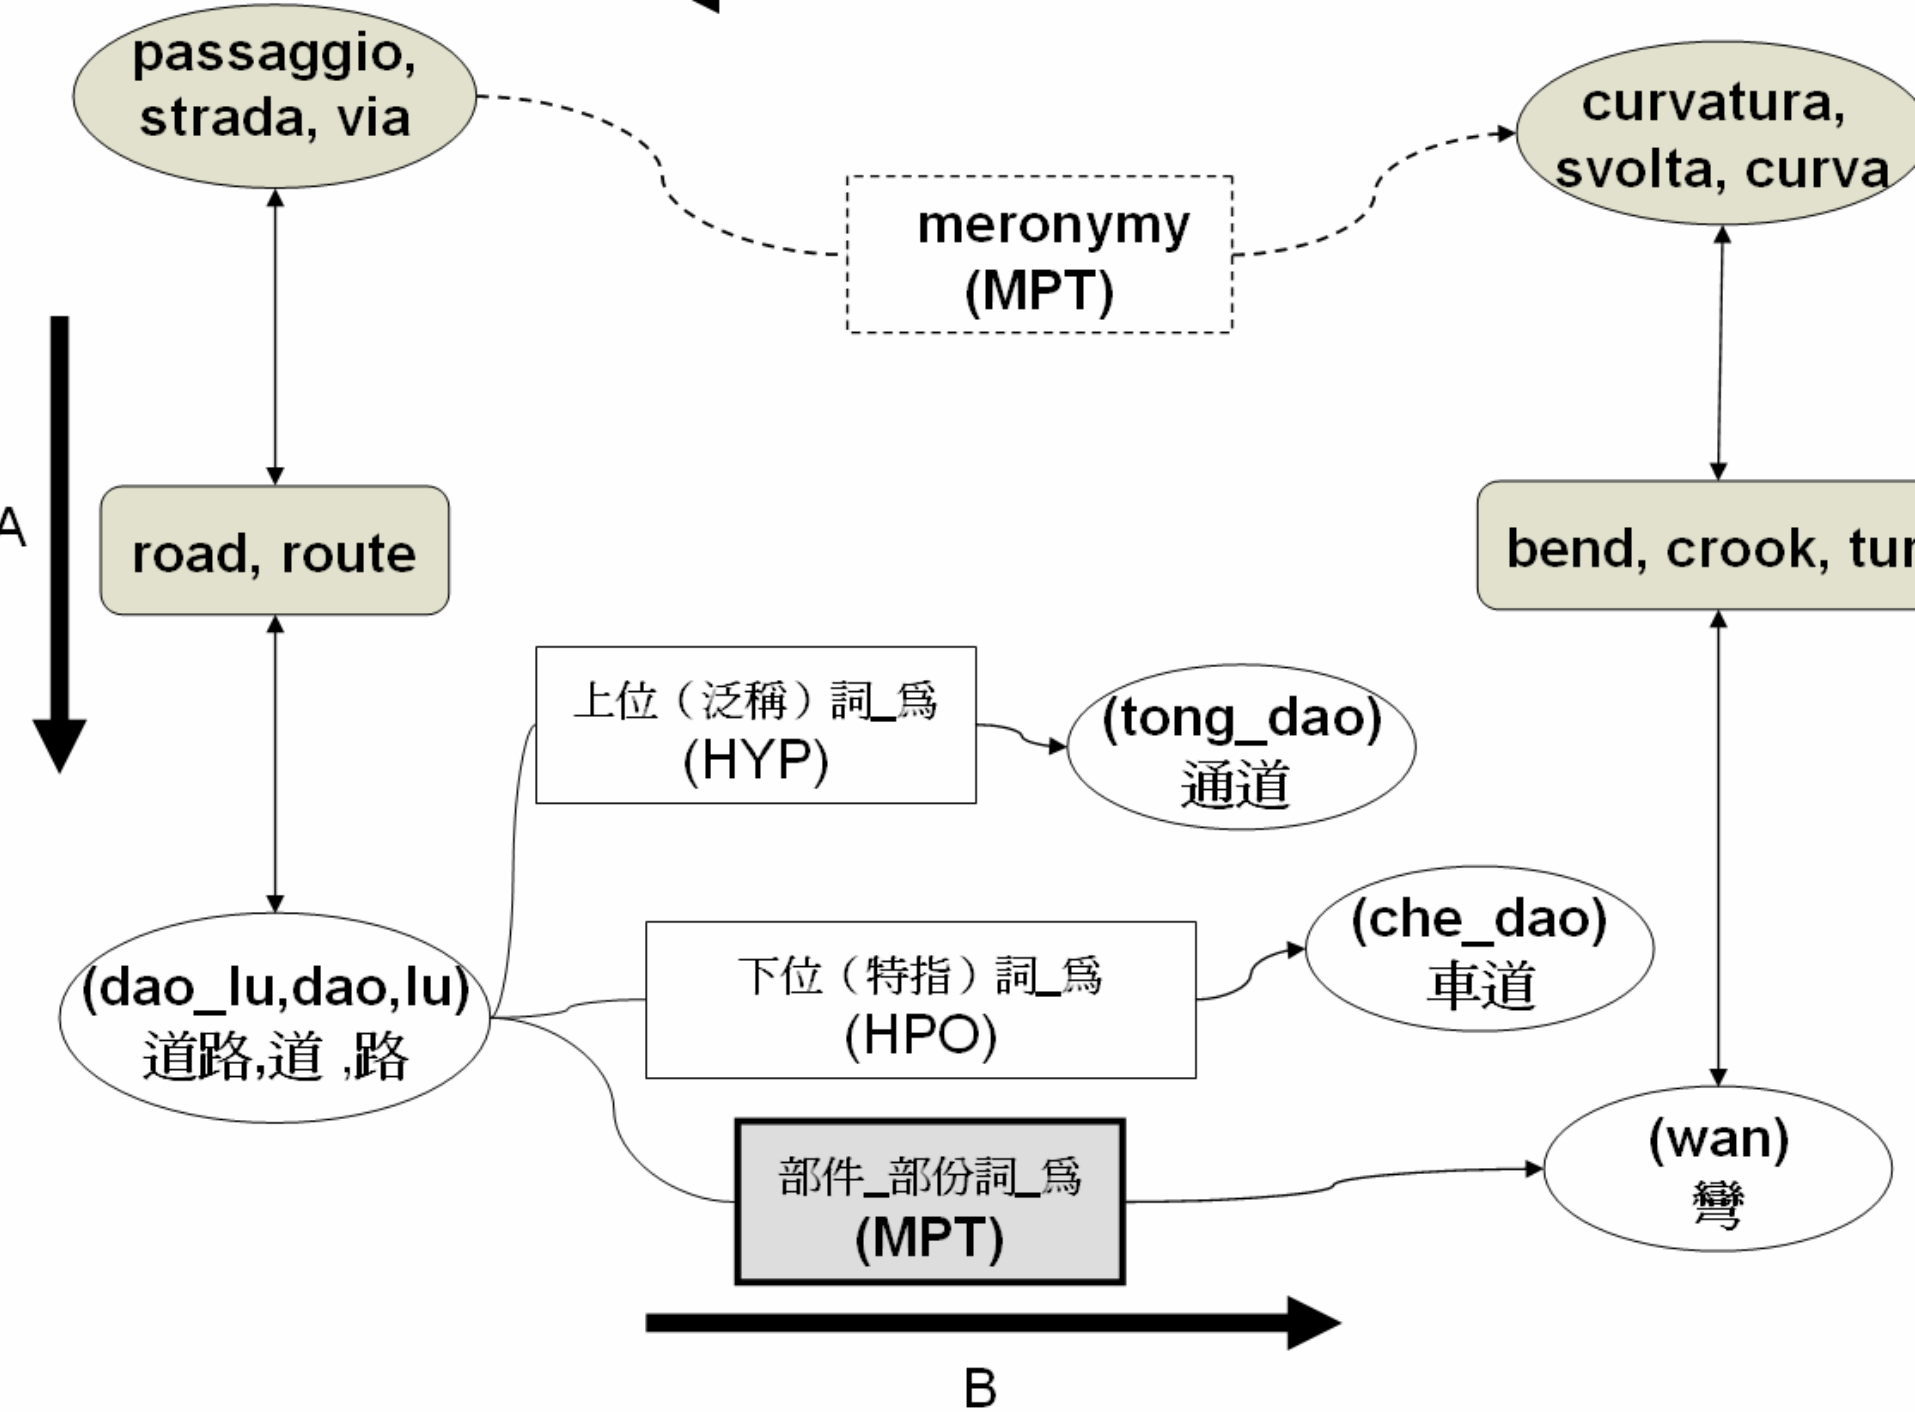 passaggio,
strada, via
curvatura,
svolta, curva
meronymy
(MPT)
A
road, route
bend, crook,
上位（泛稱）詞_爲
(HYP)
(tong_dao)
通道
(dao_lu,dao,lu)
道路,道 ,路
下位（特指）詞_爲
(HPO)
(che_dao)
車道
部件_部份詞_爲
(MPT)
(wan)
彎
B